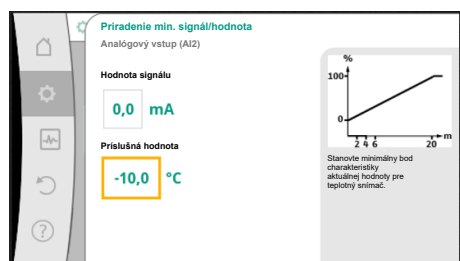 Priradenie min. signál/hodnota
Analógový vstup (AI2)
Hodnota signálu
0,0 mA
Príslušná hodnota
-10,0 °C
%
100
0
2 4 6 20
m
Stanovte minimálny bod
charakteristiky
aktuálnej hodnoty pre
teplotný snímač.
?